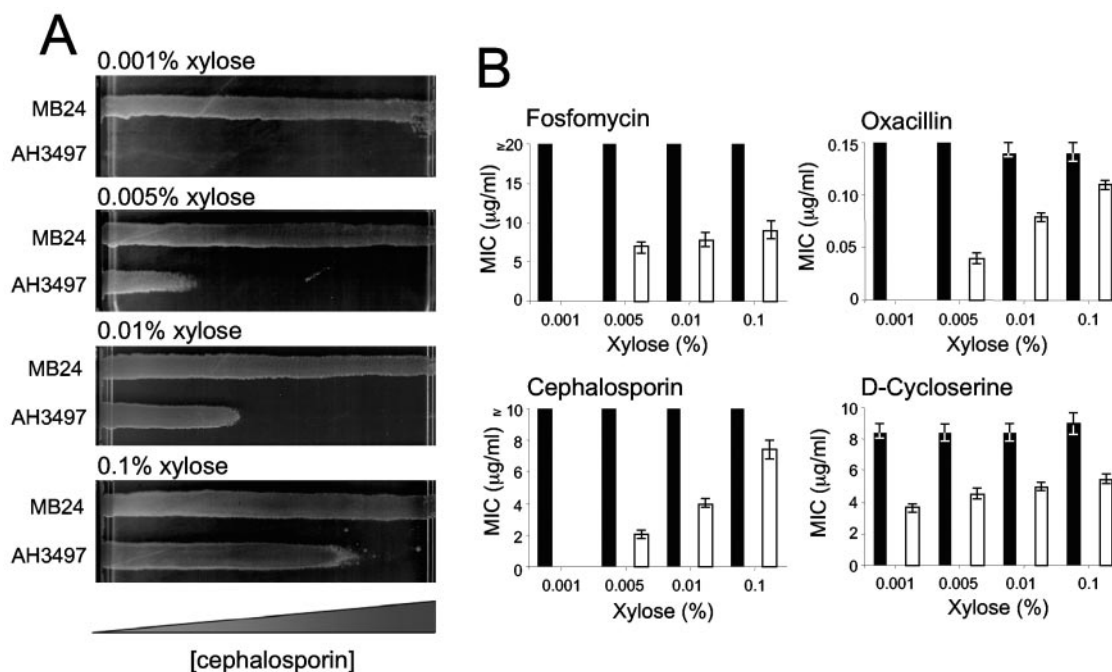 A
0.001% xylose
MB24
AH3497
0.005% xylose
MB24
AH3497
0.01% xylose
MB24
AH3497
0.1% xylose
MB24
AH3497
[cephalosporin]
B
Fosfomycin
MIC (μg/ml)
≥20
15
10
5
0
0.001 0.005 0.01 0.1
Xylose (%)
Oxacillin
MIC (μg/ml)
0.15
0.10
0.05
0
0.001 0.005 0.01 0.1
Xylose (%)
Cephalosporin
MIC (μg/ml)
≥10
8
6
4
2
0
0.001 0.005 0.01 0.1
Xylose (%)
D-Cycloserine
MIC (μg/ml)
10
8
6
4
2
0
0.001 0.005 0.01 0.1
Xylose (%)